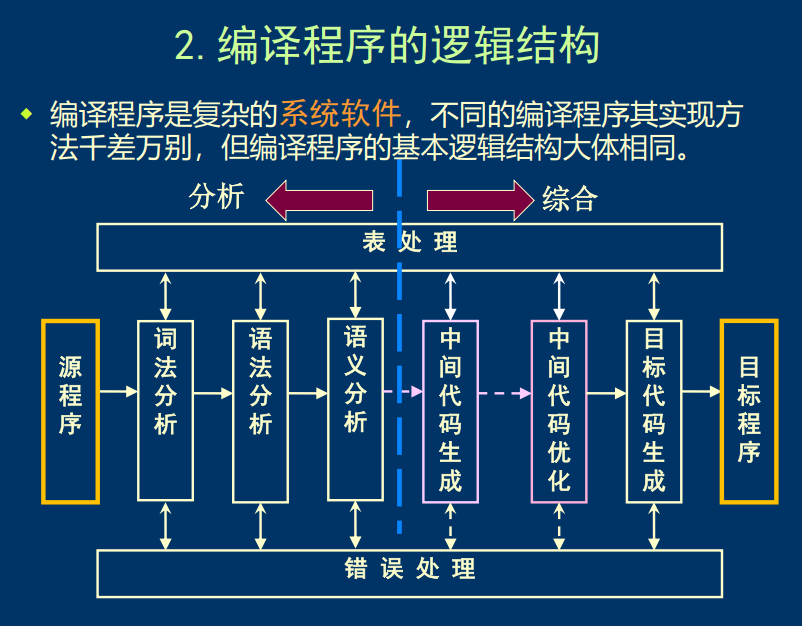 2.编译程序的逻辑结构
编译程序是复杂的系统软件，不同的编译程序其实现方
法千差万别，但编译程序的基本逻辑结构大体相同。
分析
综合
表处理
源程序
词法分析
语法分析
语义分析
中间代码生成
中间代码优化
目标代码生成
目标程序
错误处理